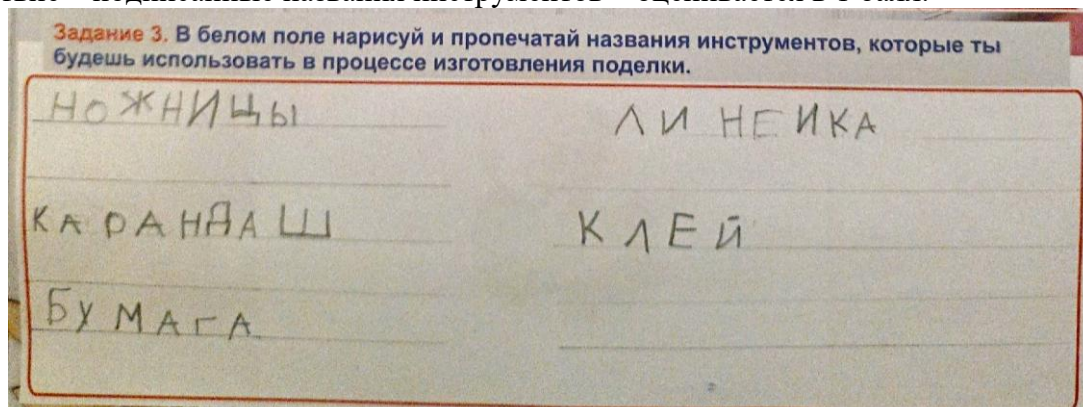 Задание 3. В белом поле нарисуй и пропечатай названия инструментов, которые ты
будешь использовать в процессе изготовления поделки.
НОЖНИЦЫ
ЛИНЕИКА
КАРАНДАШ
КЛЕЙ
БУМАГА